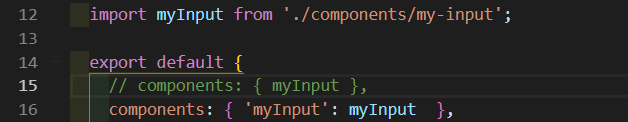 12 import myInput from './components/my-input';
13
14 export default {
15 // components: { myInput },
16 components: { 'myInput': myInput  },